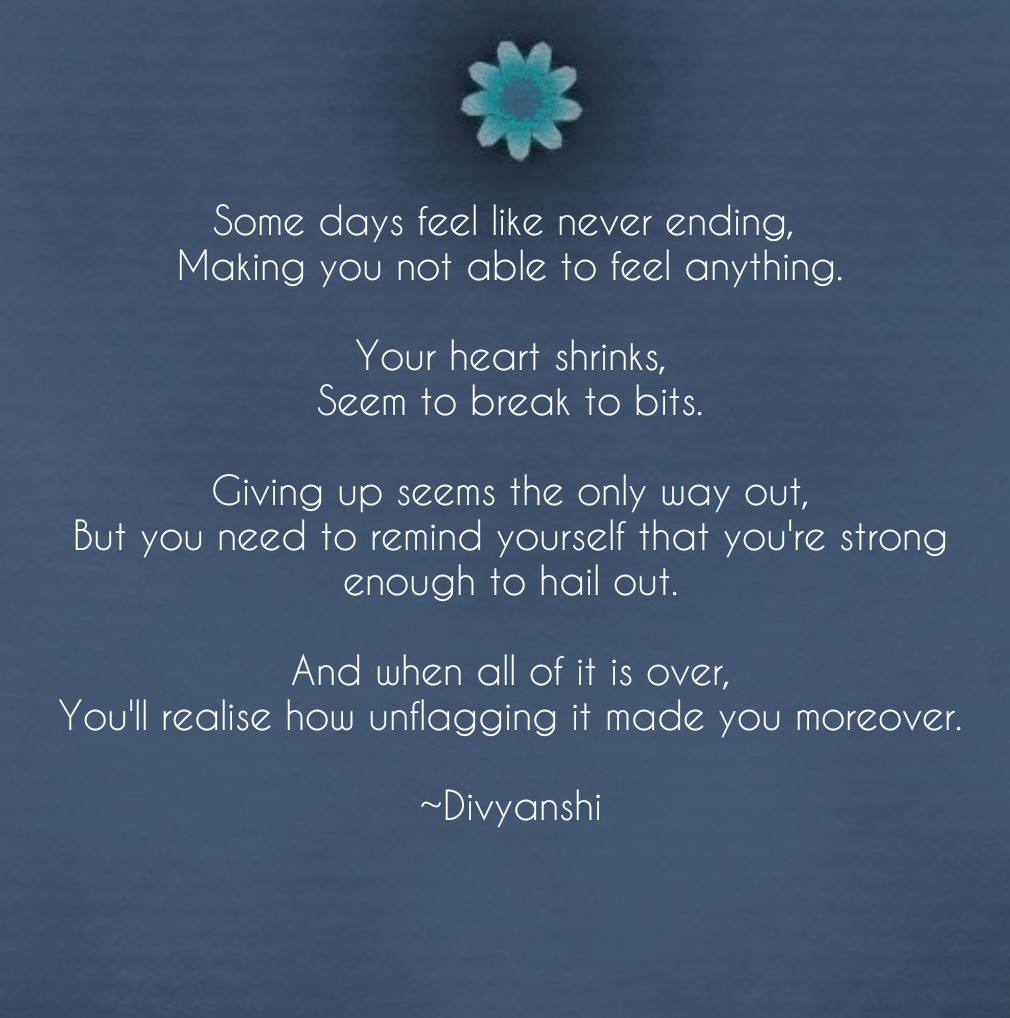 Some days feel like never ending,
Making you not able to feel anything.
Your heart shrinks,
Seem to break to bits.
Giving up seems the only way out,
But you need to remind yourself that you're strong
enough to hail out.
And when all of it is over,
You'll realise how unflagging it made you moreover.
~Divyanshi